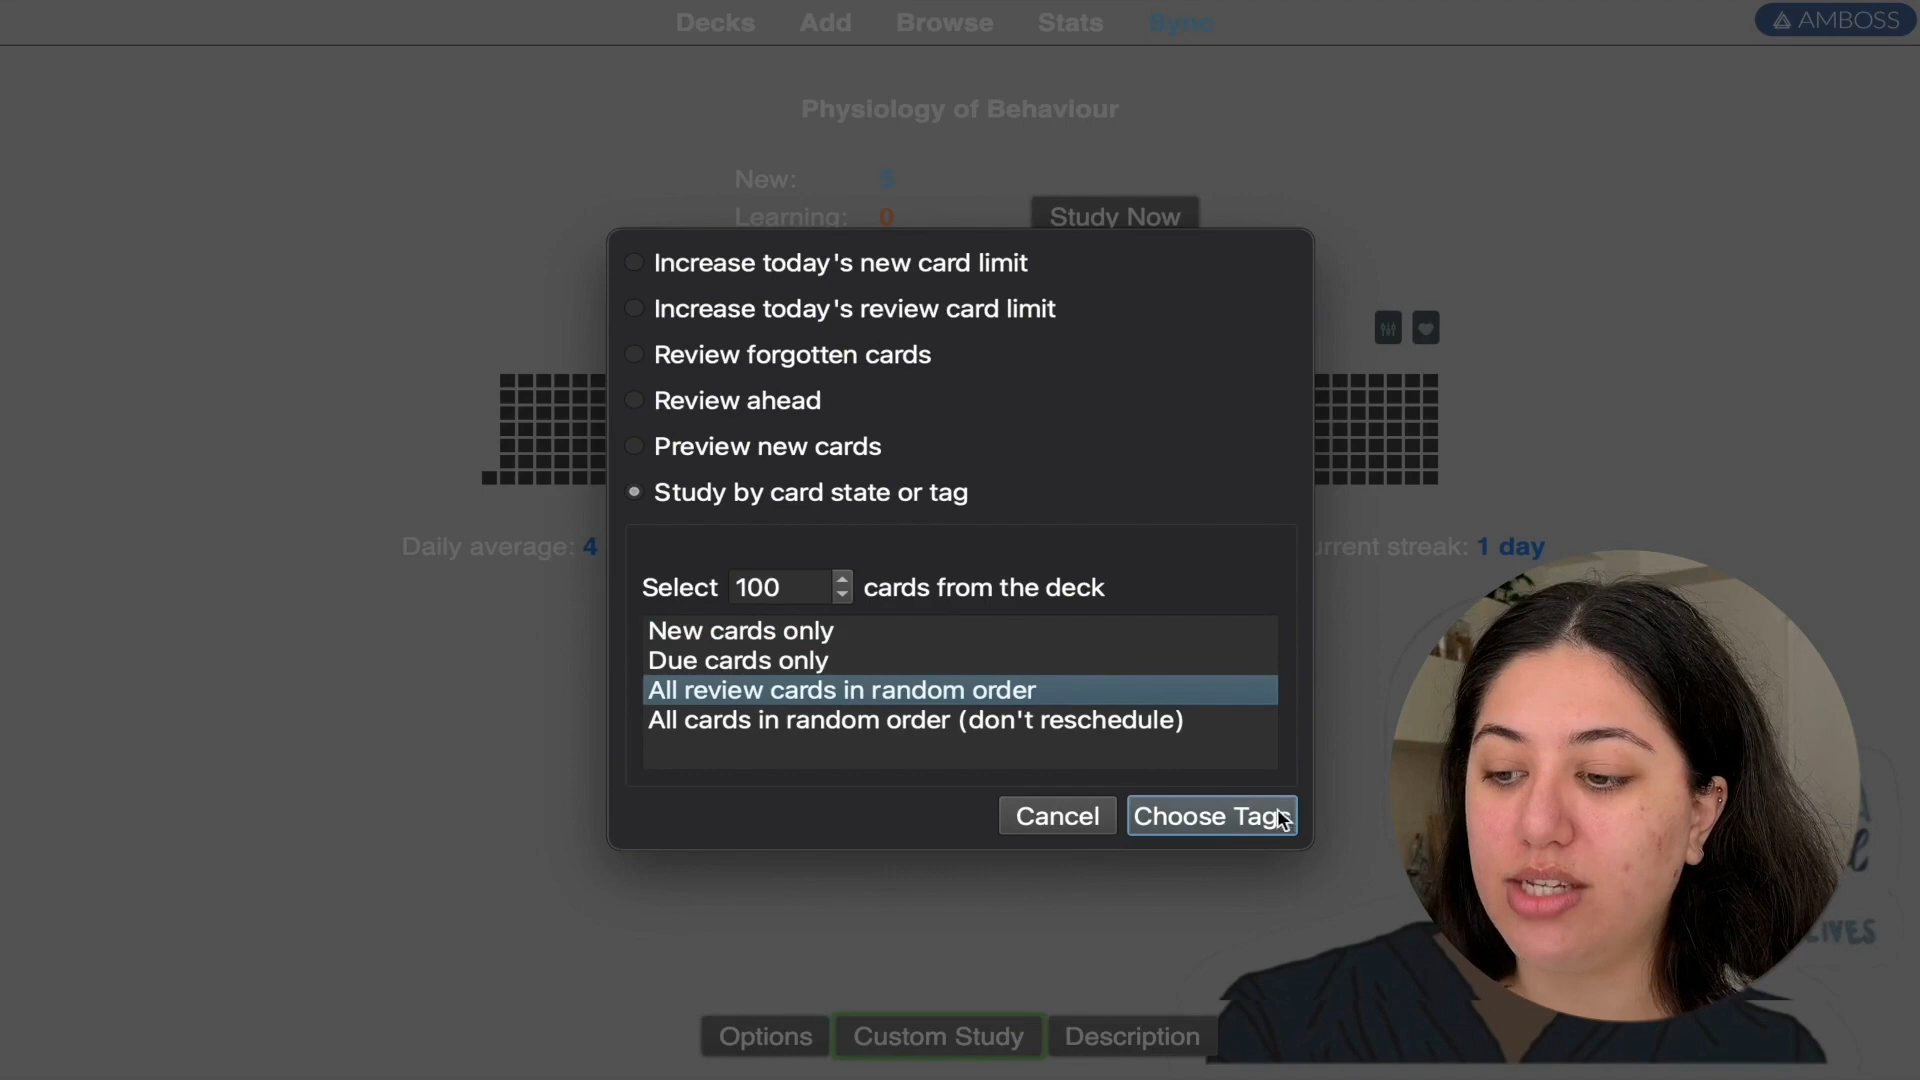 Decks Add Browse Stats Sync
AMBOSS
Physiology of Behaviour
New: 5
Learning: 0
Study Now
Increase today's new card limit
Increase today's review card limit
Review forgotten cards
Review ahead
Preview new cards
Study by card state or tag
Daily average: 4
urrent streak: 1 day
Select 100 cards from the deck
New cards only
Due cards only
All review cards in random order
All cards in random order (don't reschedule)
Cancel
Choose Tags
LIVES
Options
Custom Study
Description